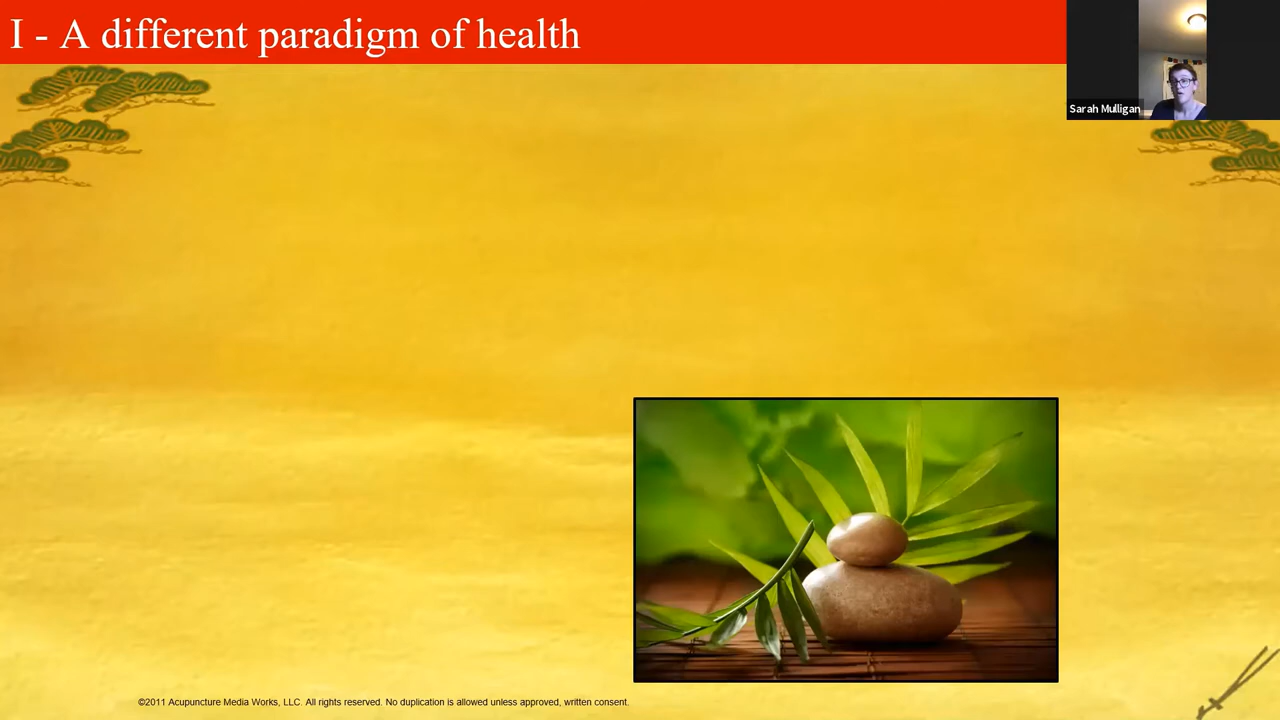 I - A different paradigm of health
Sarah Mulligan
©2011 Acupuncture Media Works, LLC. All rights reserved. No duplication is allowed unless approved, written consent.